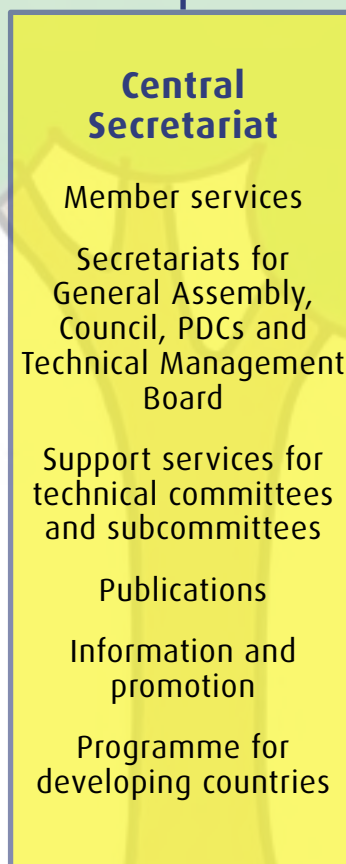 Central
Secretariat
Member services
Secretariats for
General Assembly,
Council, PDCs and
Technical Management
Board
Support services for
technical committees
and subcommittees
Publications
Information and
promotion
Programme for
developing countries